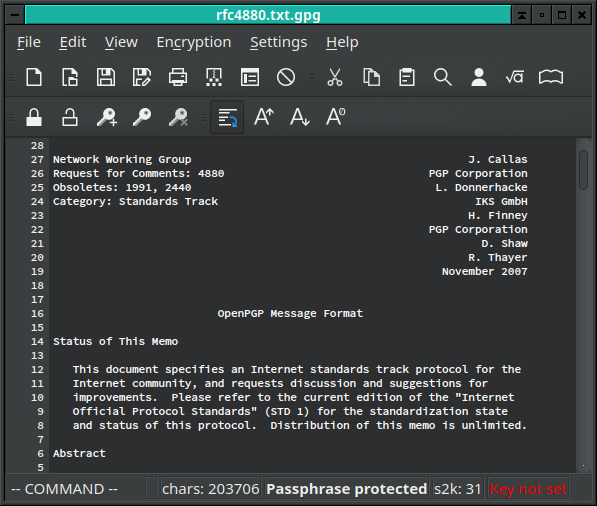 rfc4880.txt.gpg
File Edit View Encryption Settings Help
√a
A A A0
28
27 Network Working Group J. Callas
26 Request for Comments: 4880 PGP Corporation
25 Obsoletes: 1991, 2440 L. Donnerhacke
24 Category: Standards Track IKS GmbH
23 H. Finney
22 PGP Corporation
21 D. Shaw
20 R. Thayer
19 November 2007
18
17
16 OpenPGP Message Format
15
14 Status of This Memo
13
12 This document specifies an Internet standards track protocol for the
11 Internet community, and requests discussion and suggestions for
10 improvements. Please refer to the current edition of the "Internet
9 Official Protocol Standards" (STD 1) for the standardization state
8 and status of this protocol. Distribution of this memo is unlimited.
7
6 Abstract
5
-- COMMAND -- chars: 203706 Passphrase protected s2k: 31 Key not set